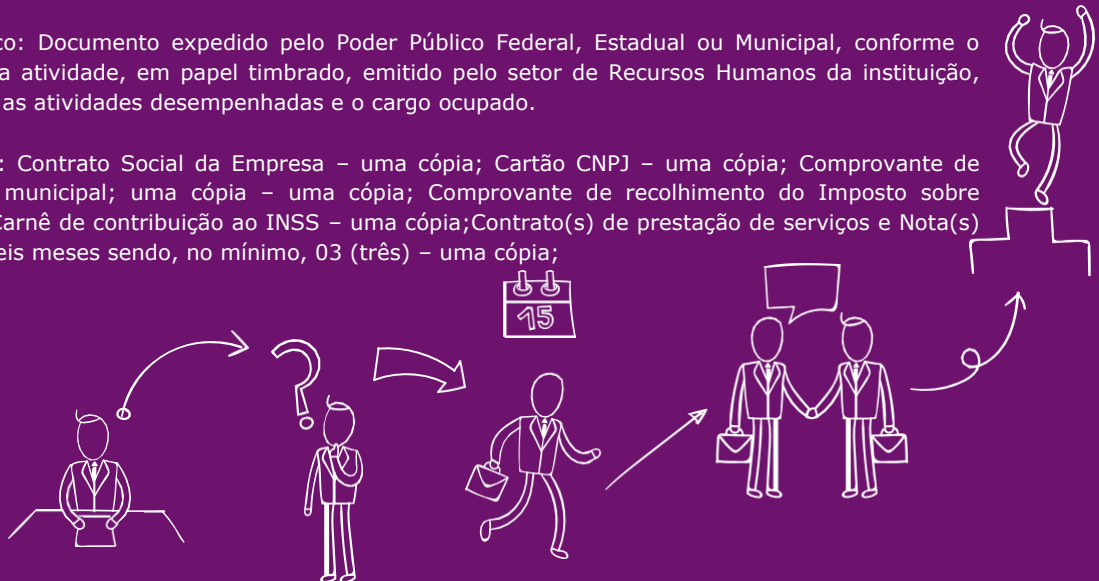 co: Documento expedido pelo Poder Público Federal, Estadual ou Municipal, conforme o
a atividade, em papel timbrado, emitido pelo setor de Recursos Humanos da instituição,
as atividades desempenhadas e o cargo ocupado.
: Contrato Social da Empresa – uma cópia; Cartão CNPJ – uma cópia; Comprovante de
municipal; uma cópia – uma cópia; Comprovante de recolhimento do Imposto sobre
Carnê de contribuição ao INSS – uma cópia;Contrato(s) de prestação de serviços e Nota(s)
eis meses sendo, no mínimo, 03 (três) – uma cópia;
15